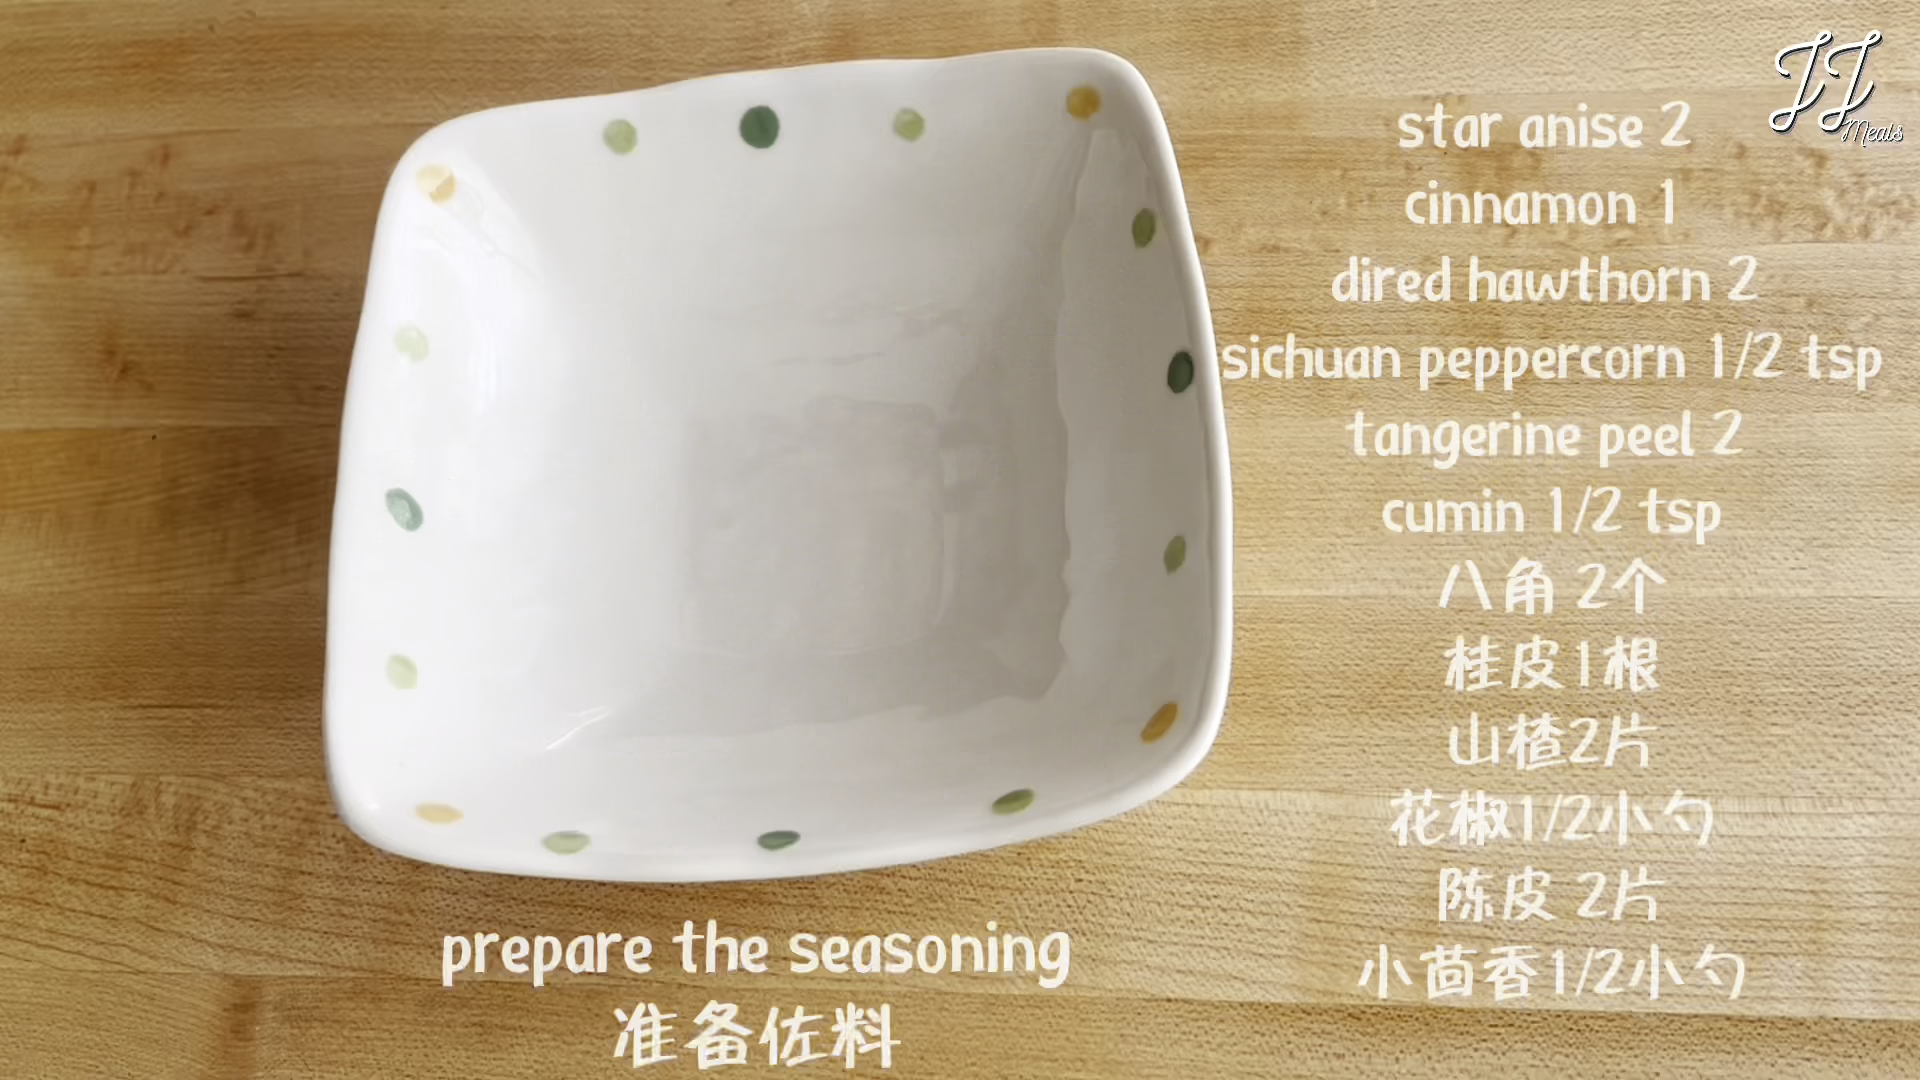 JJ
Meals
star anise 2
cinnamon 1
dired hawthorn 2
sichuan peppercorn 1/2 tsp
tangerine peel 2
cumin 1/2 tsp
八角 2个
桂皮1根
山楂2片
花椒1/2小勺
陈皮 2片
小茴香1/2小勺
prepare the seasoning
准备佐料